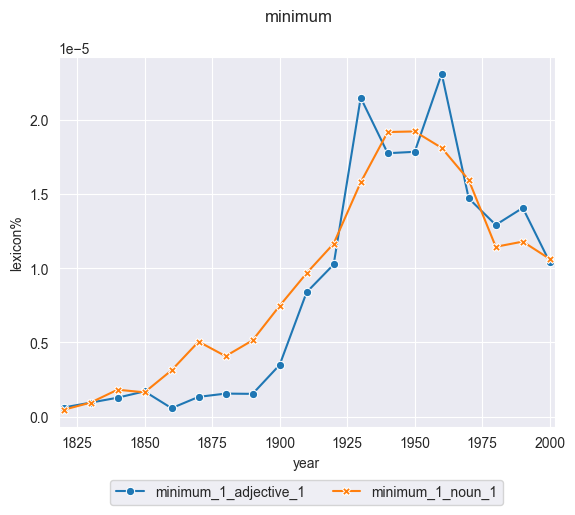 minimum
1e−5
2.0
1.5
1.0
0.5
0.0
lexicon%
1825 1850 1875 1900 1925 1950 1975 2000
year
minimum_1_adjective_1 minimum_1_noun_1